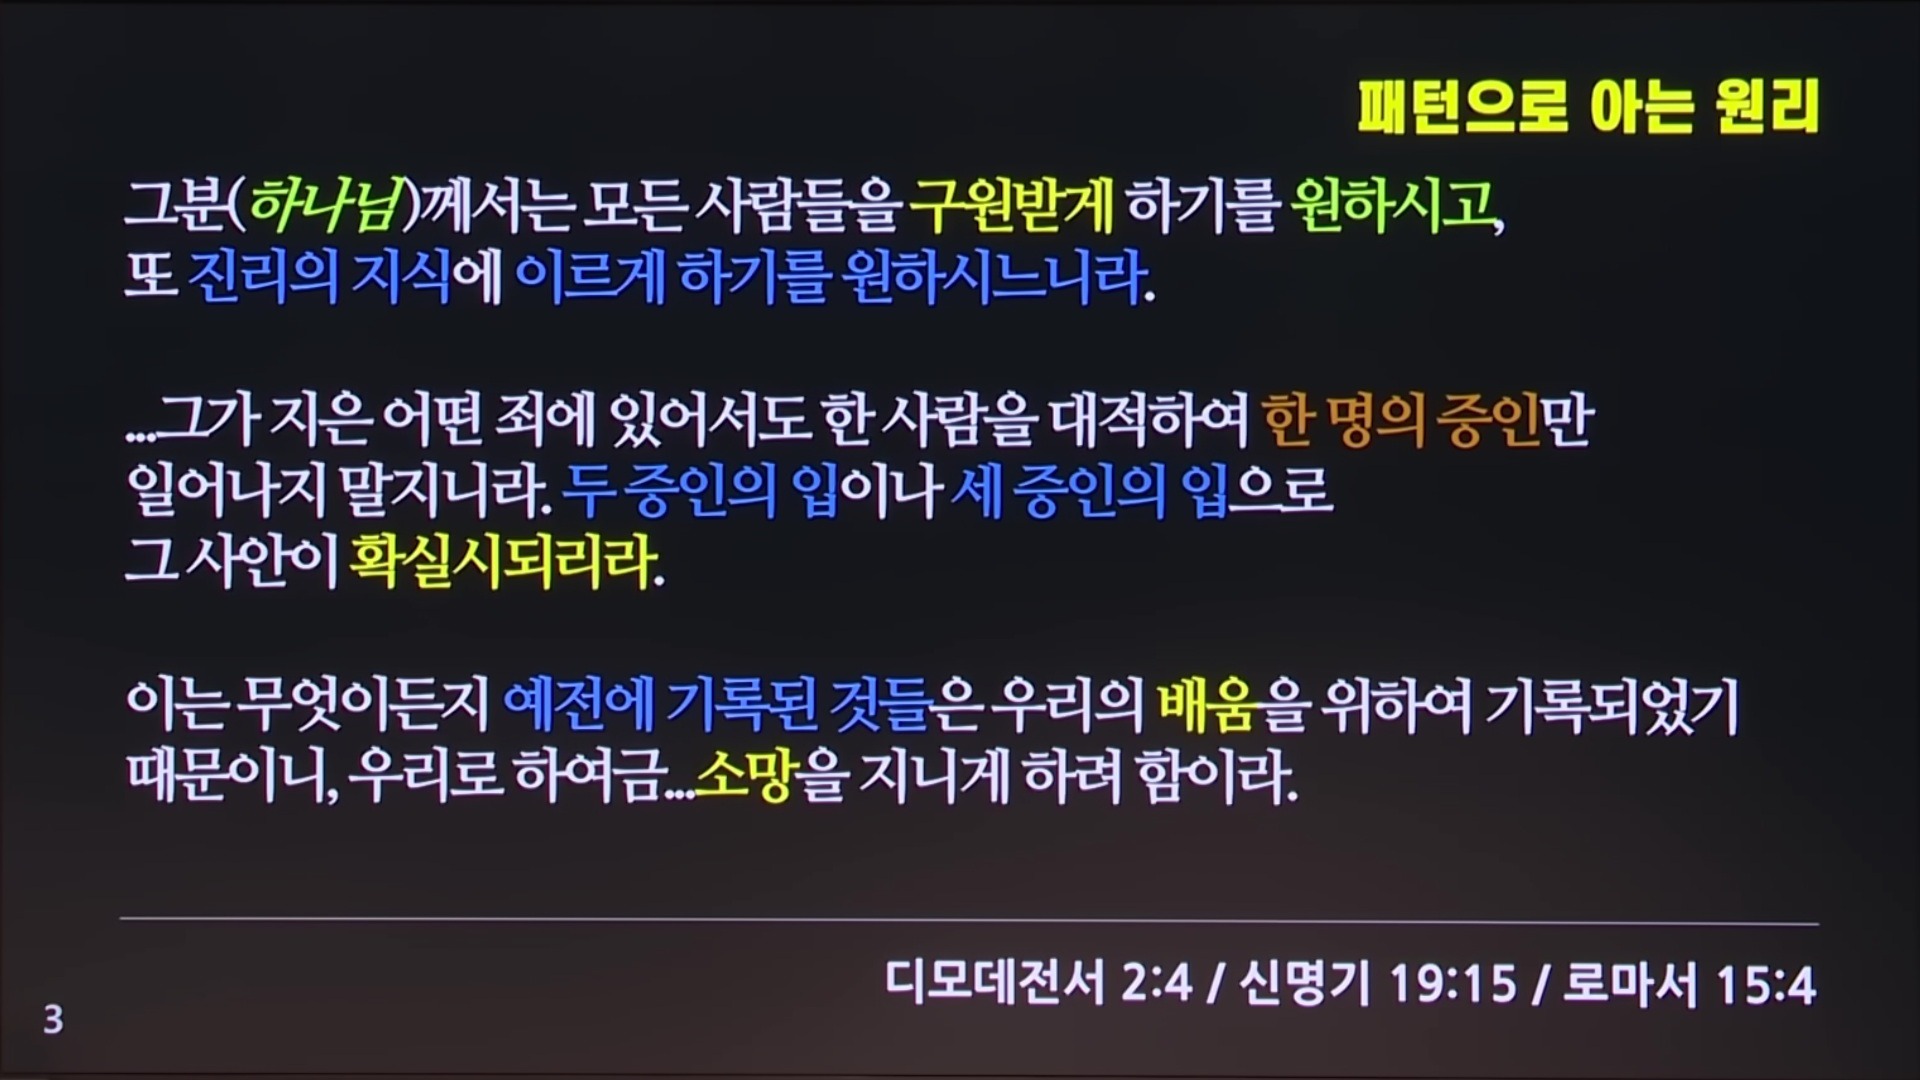 패턴으로 아는 원리
그분(하나님)께서는 모든 사람들을 구원받게 하기를 원하시고,
또 진리의 지식에 이르게 하기를 원하시느니라.
...그가 지은 어떤 죄에 있어서도 한 사람을 대적하여 한 명의 증인만
일어나지 말지니라. 두 증인의 입이나 세 증인의 입으로
그 사안이 확실시되리라.
이는 무엇이든지 예전에 기록된 것들은 우리의 배움을 위하여 기록되었기
때문이니, 우리로 하여금...소망을 지니게 하려 함이라.
디모데전서 2:4 / 신명기 19:15 / 로마서 15:4
3